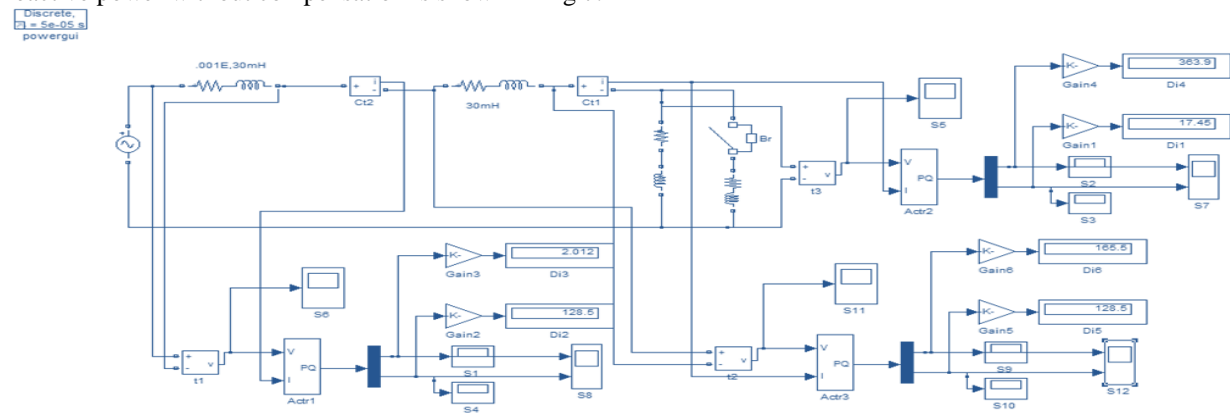 Discrete,
= 5e-05 s
powergui
.001E,30mH
Ct2
30mH
Ct1
Br
S5
K-
Gain4
363.9
Di4
K-
Gain1
17.45
Di1
+
-
v
t3
V
I
PQ
Actr2
S2
S3
S7
S6
K-
Gain3
2.012
Di3
K-
Gain2
128.5
Di2
+
-
v
t1
V
I
PQ
Actr1
S1
S4
S8
S11
K-
Gain6
165.5
Di6
K-
Gain5
128.5
Di5
+
-
v
t2
V
I
PQ
Actr3
S9
S10
S12